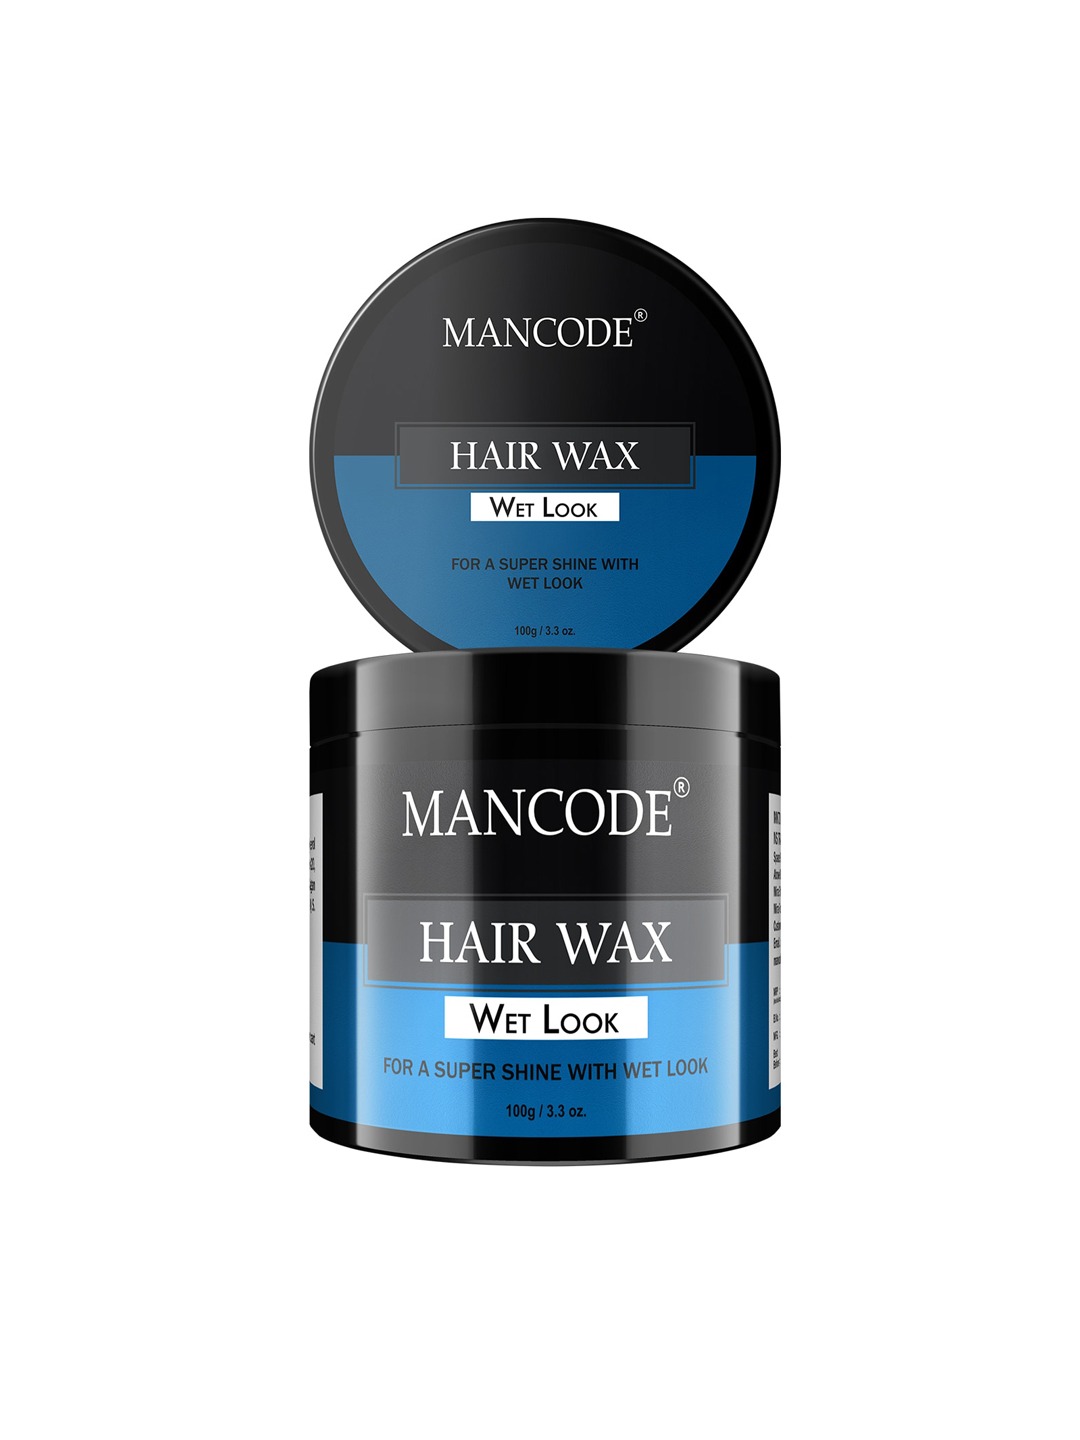 MANCODE®
HAIR WAX
WET LOOK
FOR A SUPER SHINE WITH
WET LOOK
100g / 3.3 oz.
MANCODE®
HAIR WAX
WET LOOK
FOR A SUPER SHINE WITH WET LOOK
100g / 3.3 oz.